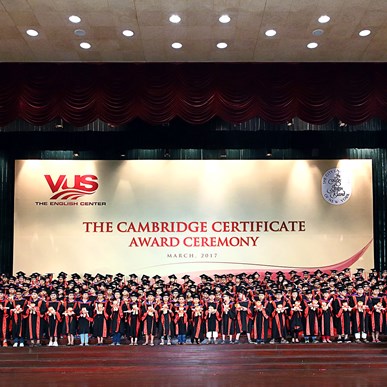 VUS
THE ENGLISH CENTER
THE CAMBRIDGE CERTIFICATE
AWARD CEREMONY
MARCH, 2017